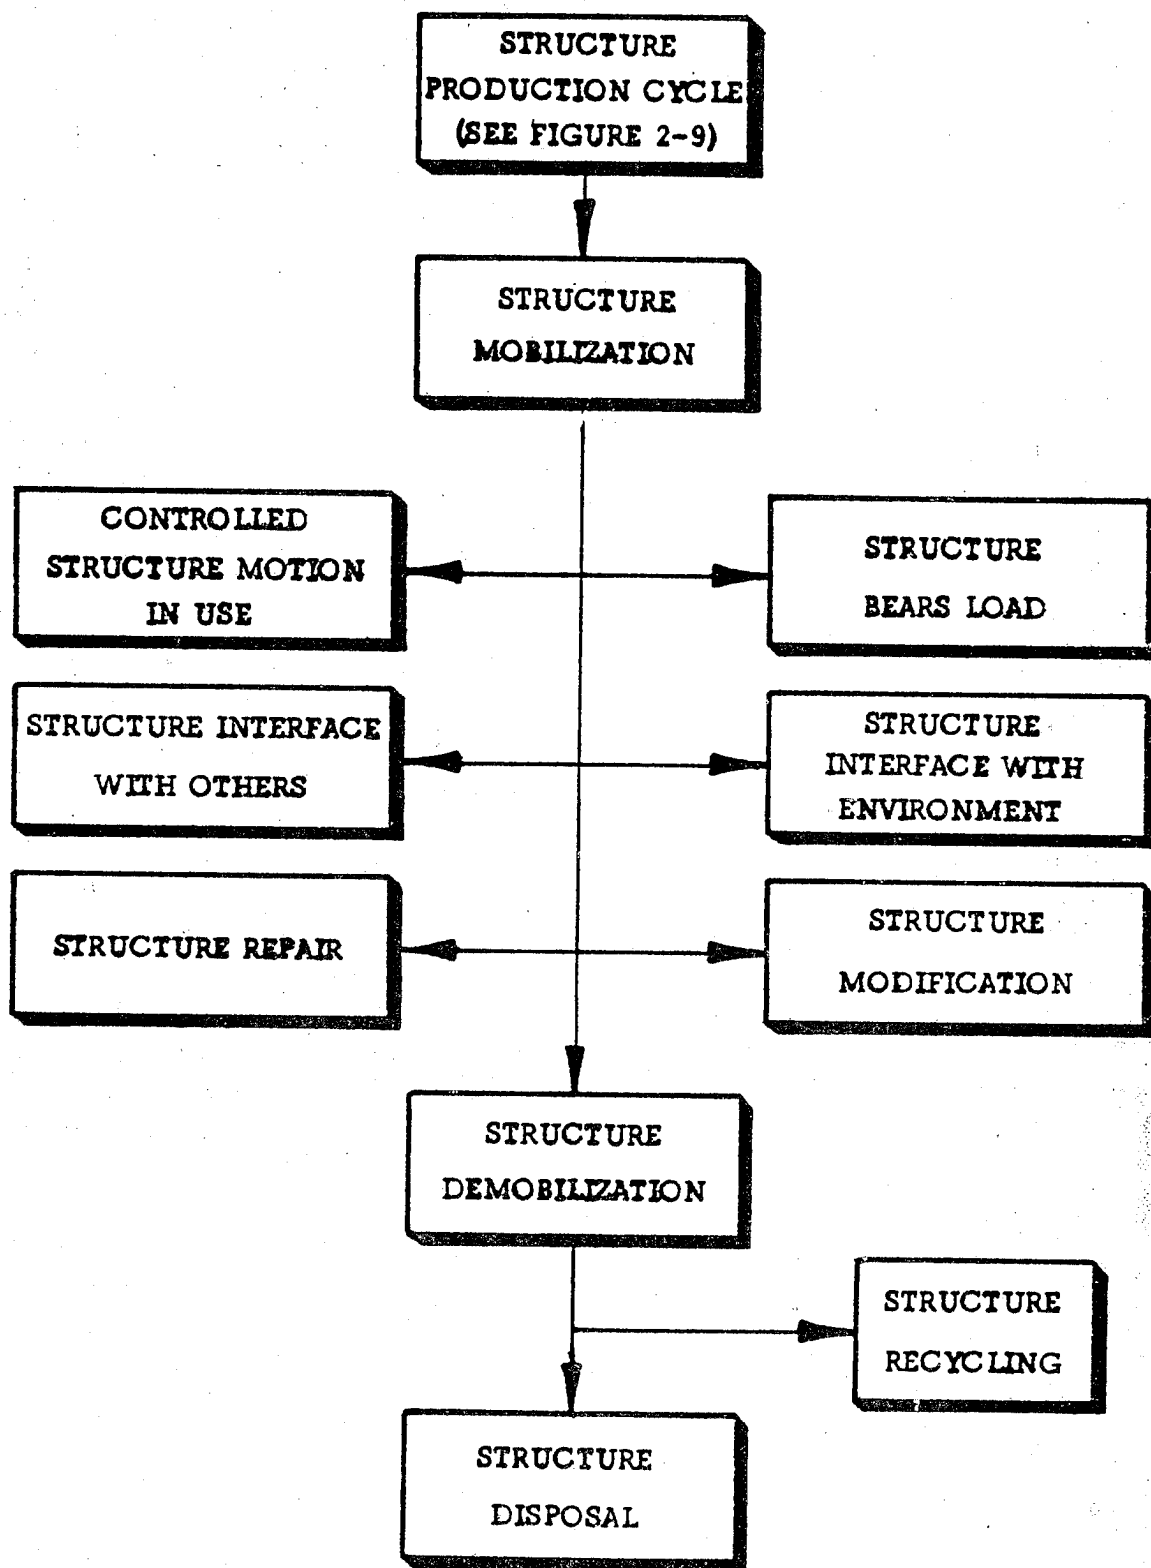 STRUCTURE
PRODUCTION CYCLE
(SEE FIGURE 2-9)
STRUCTURE
MOBILIZATION
CONTROLLED
STRUCTURE MOTION
IN USE
STRUCTURE
BEARS LOAD
STRUCTURE INTERFACE
WITH OTHERS
STRUCTURE
INTERFACE WITH
ENVIRONMENT
STRUCTURE REPAIR
STRUCTURE
MODIFICATION
STRUCTURE
DEMOBILIZATION
STRUCTURE
RECYCLING
STRUCTURE
DISPOSAL